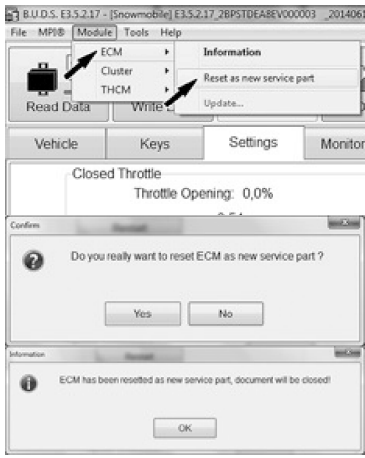 B.U.D.S. E3.5.2.17 - [Snowmobile] E3.5.2.17_2BPSTDEA8EV000003 _2014061
File MPI® Module Tools Help
ECM Information
Cluster Reset as new service part
THCM Update...
Read Data Write
Vehicle Keys Settings Monitor
Closed Throttle
Throttle Opening: 0,0%
Confirm
Do you really want to reset ECM as new service part ?
Yes No
Information
ECM has been resetted as new service part, document will be closed!
OK